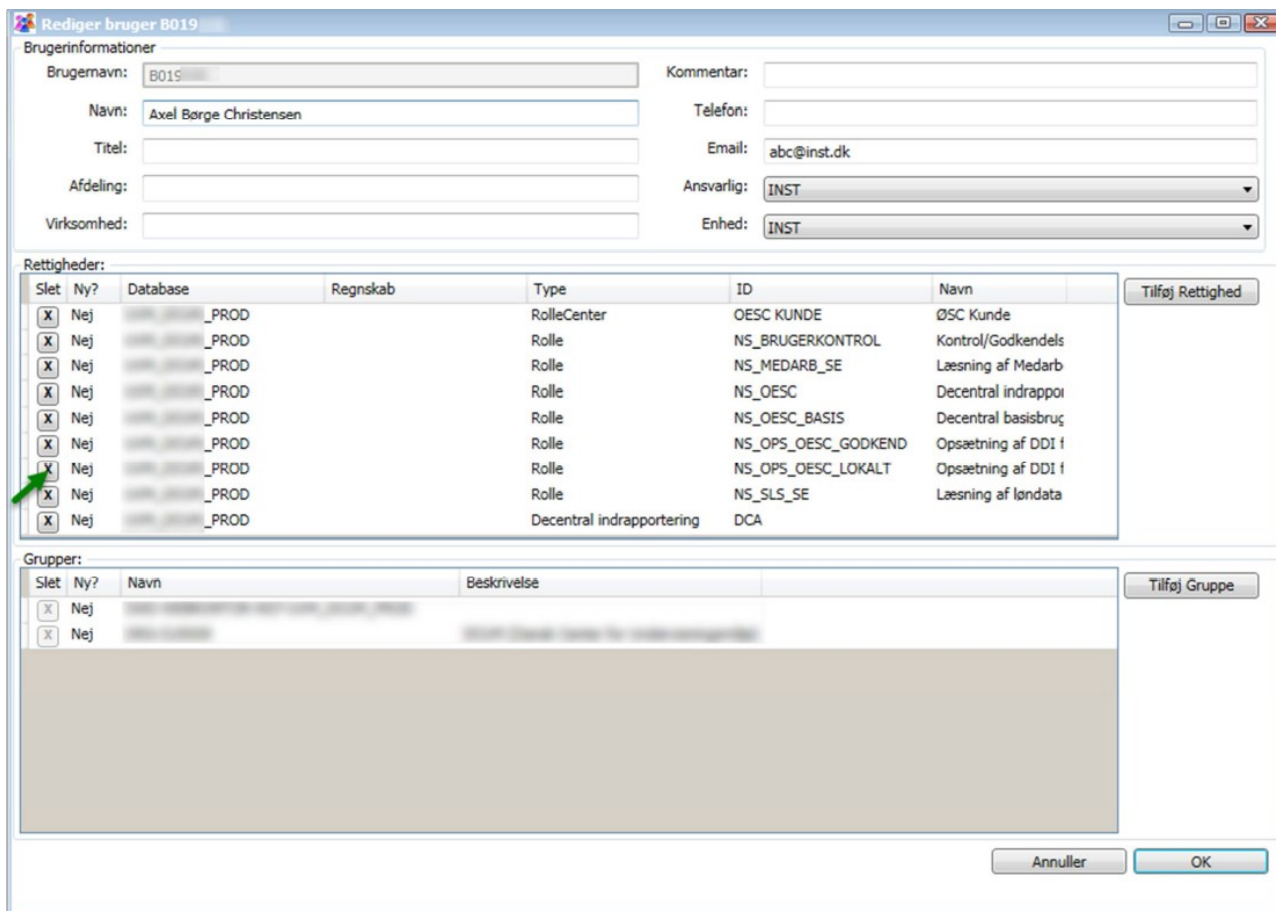 Rediger bruger B019
Brugerinformationer
Brugernavn: B019 Kommentar:
Navn: Axel Børge Christensen Telefon:
Titel: Email: abc@inst.dk
Afdeling: Ansvarlig: INST
Virksomhed: Enhed: INST
Rettigheder:
Slet Ny? Database Regnskab Type ID Navn Tilføj Rettighed
X Nej _PROD RolleCenter OESC KUNDE ØSC Kunde
X Nej _PROD Rolle NS_BRUGERKONTROL Kontrol/Godkendels
X Nej _PROD Rolle NS_MEDARB_SE Læsning af Medarb
X Nej _PROD Rolle NS_OESC Decentral indrappor
X Nej _PROD Rolle NS_OESC_BASIS Decentral basisbrug
X Nej _PROD Rolle NS_OPS_OESC_GODKEND Opsætning af DDI f
X Nej _PROD Rolle NS_OPS_OESC_LOKALT Opsætning af DDI f
X Nej _PROD Rolle NS_SLS_SE Læsning af løndata
X Nej _PROD Decentral indrapportering DCA
Grupper:
Slet Ny? Navn Beskrivelse Tilføj Gruppe
X Nej
X Nej
Annuller OK